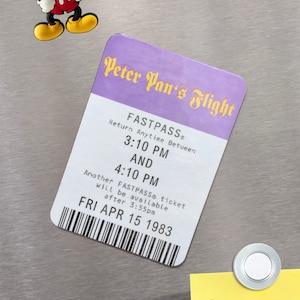 Peter Pan's Flight
FASTPASS®
Return Anytime Between
3:10 PM
AND
4:10 PM
Another FASTPASS® ticket
will be available
after 3:55pm
FRI APR 15 1983